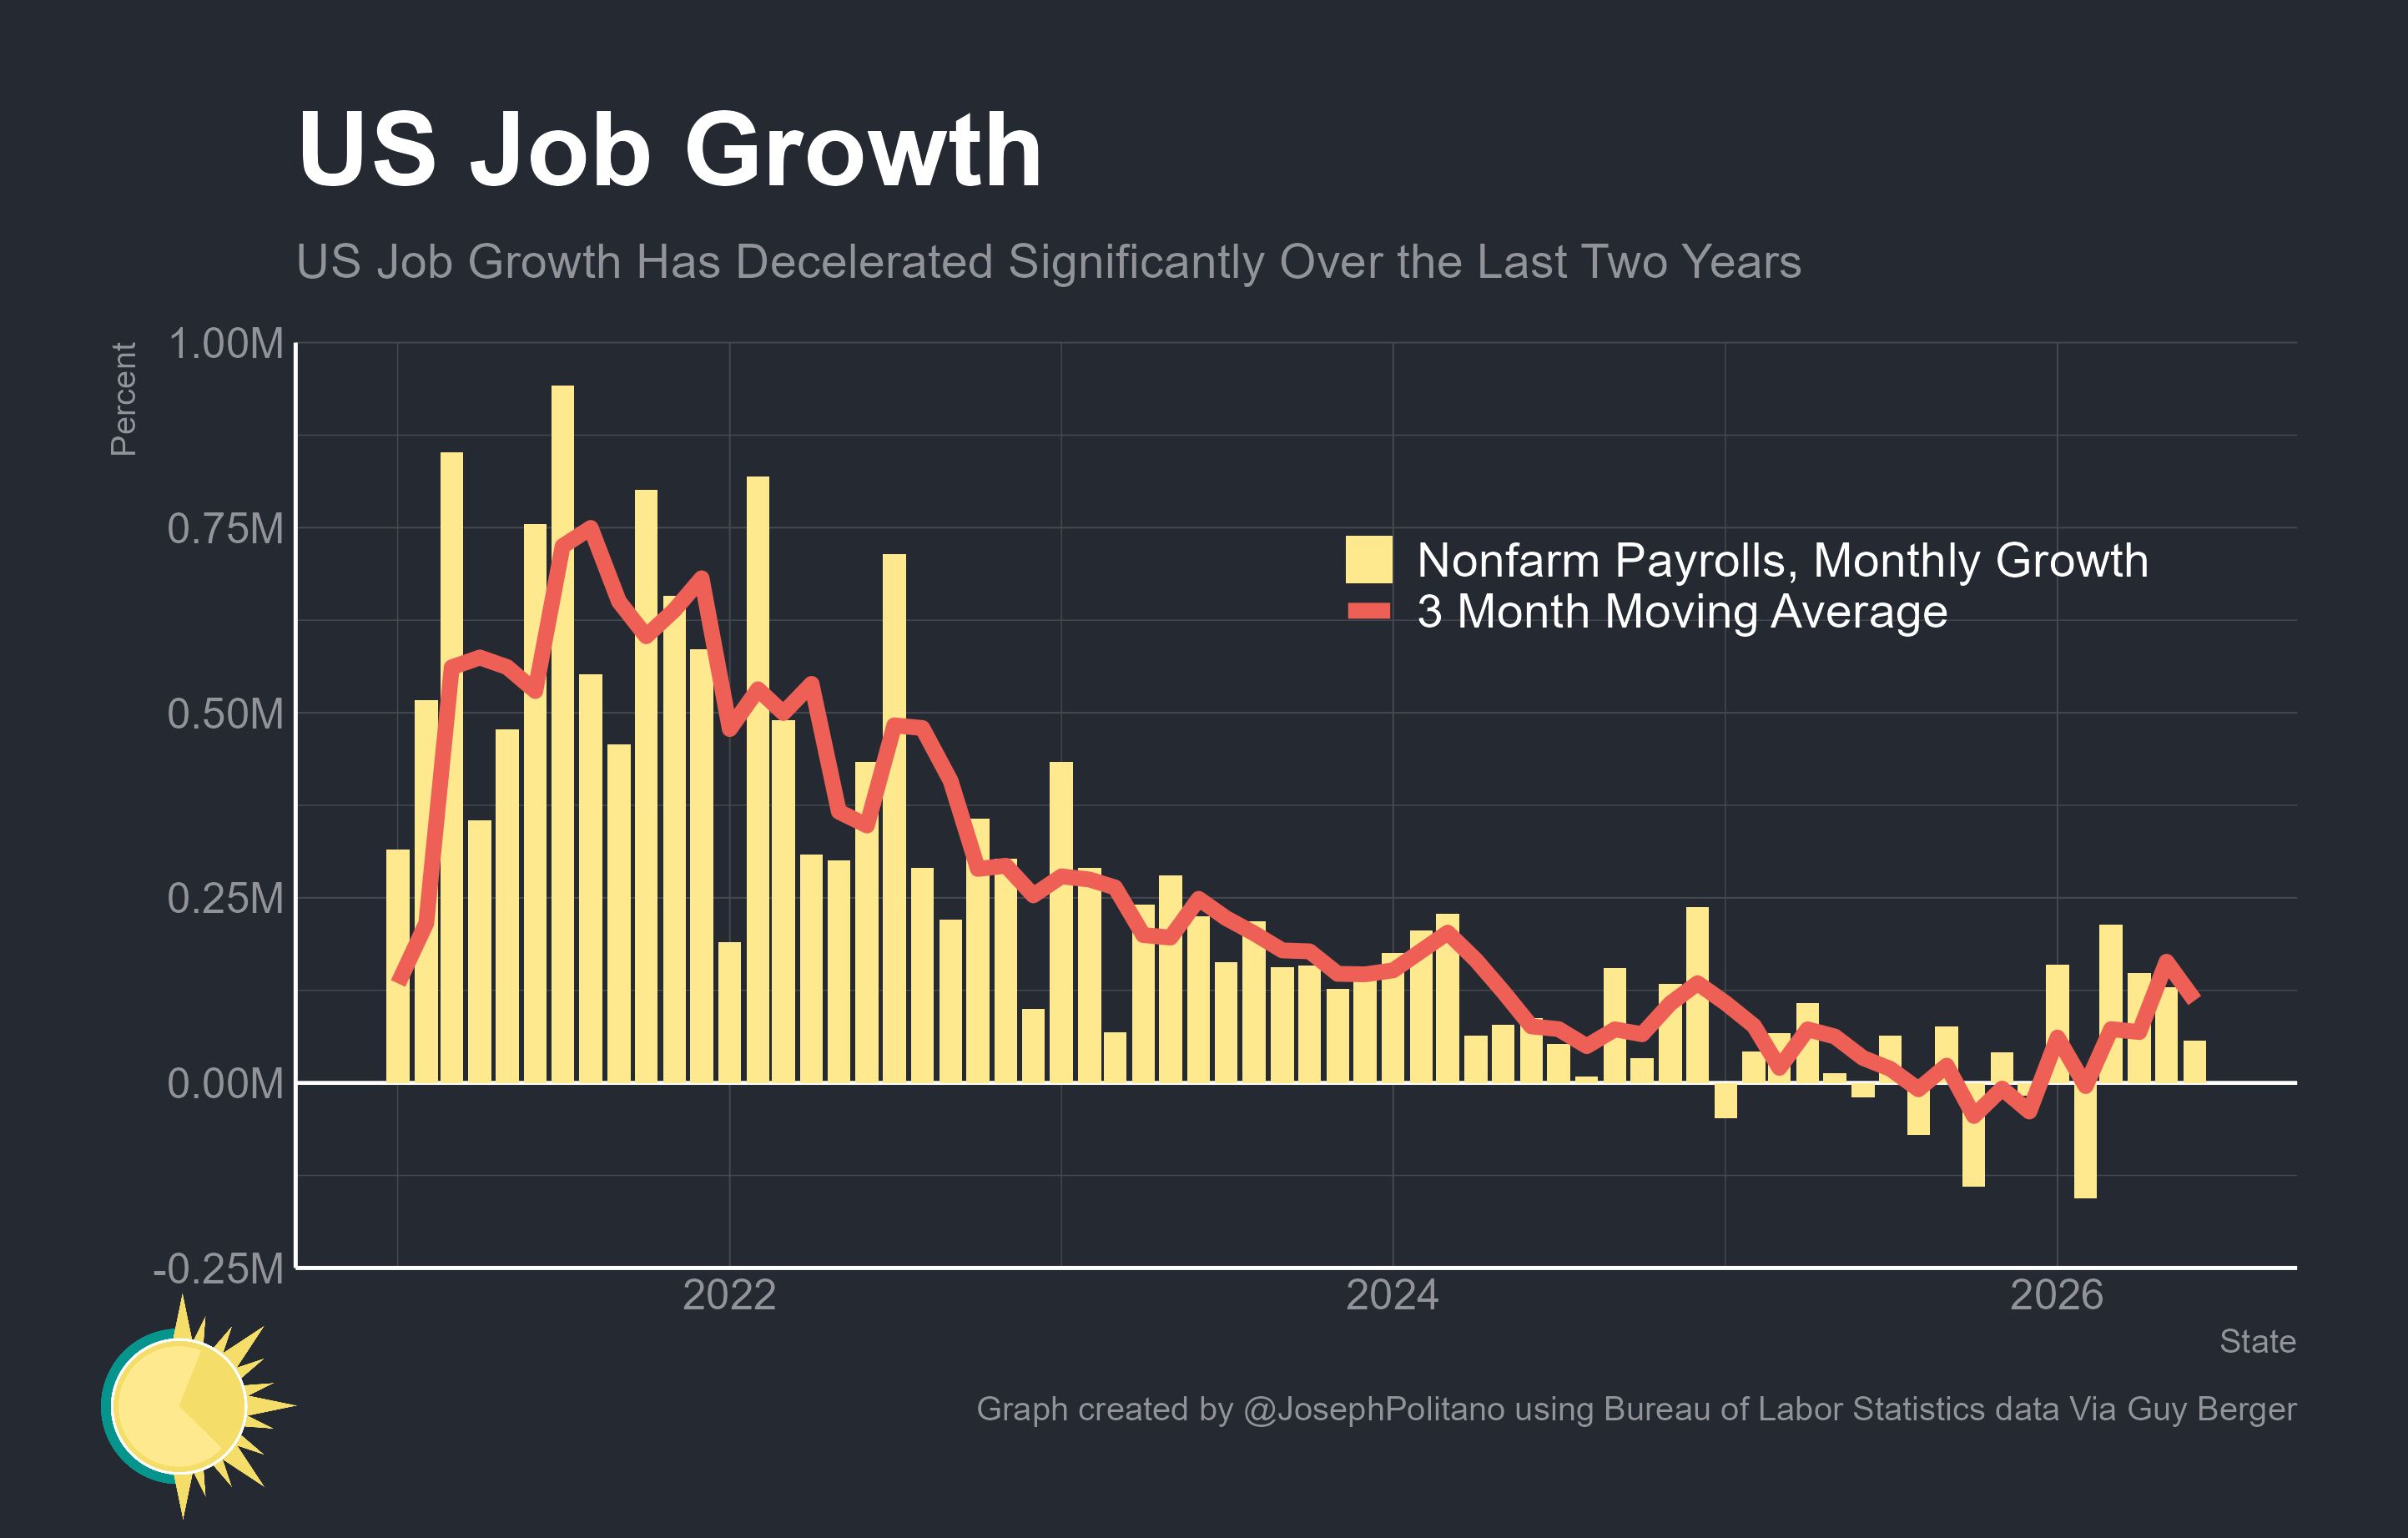 US Job Growth
US Job Growth Has Decelerated Significantly Over the Last Two Years
Percent
1.00M
0.75M
0.50M
0.25M
0.00M
-0.25M
Nonfarm Payrolls, Monthly Growth
3 Month Moving Average
2022
2024
2026
State
Graph created by @JosephPolitano using Bureau of Labor Statistics data Via Guy Berger